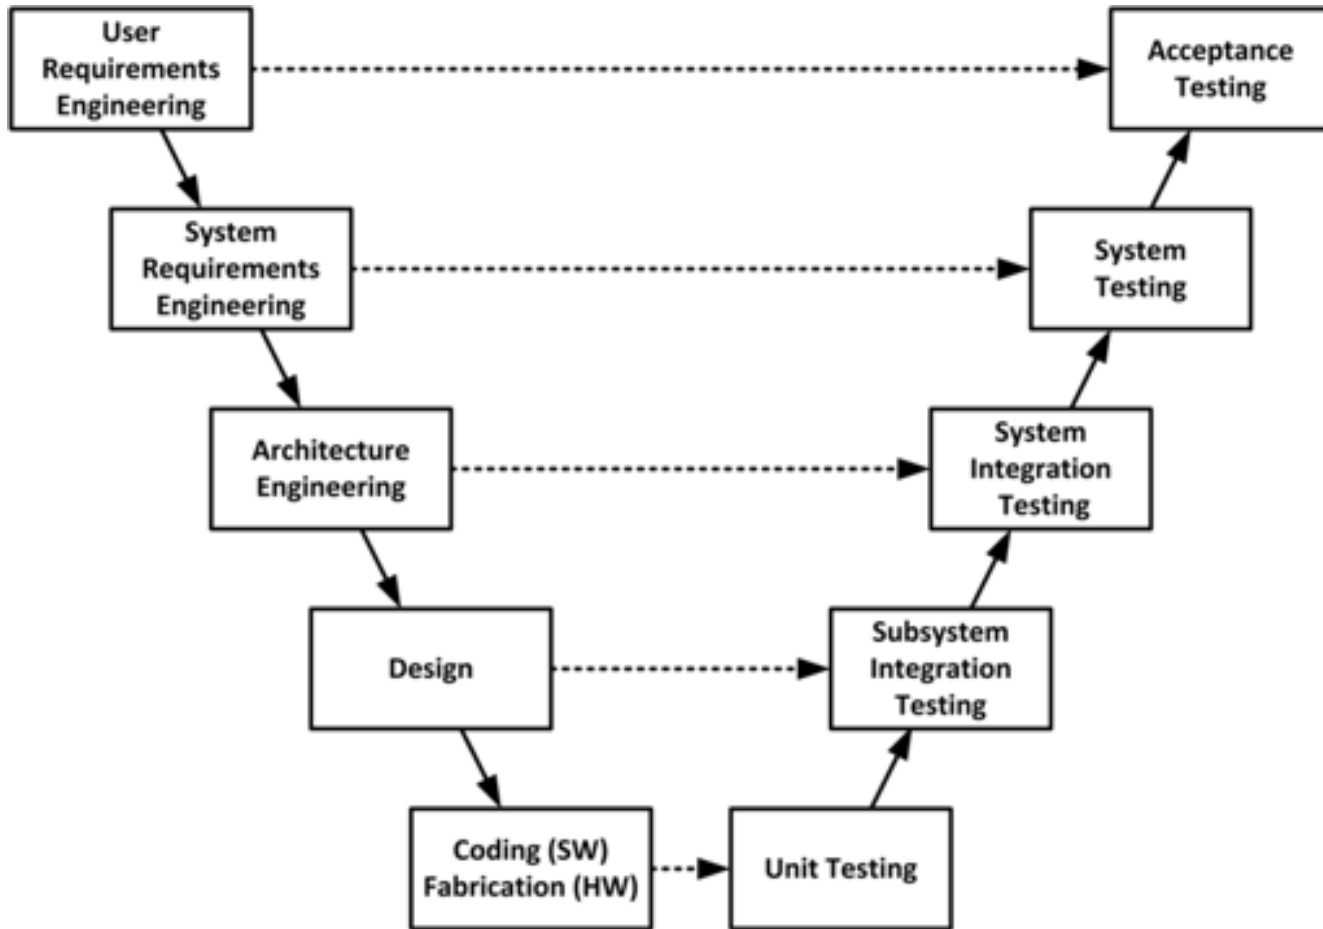 User
Requirements
Engineering
Acceptance
Testing
System
Requirements
Engineering
System
Testing
Architecture
Engineering
System
Integration
Testing
Design
Subsystem
Integration
Testing
Coding (SW)
Fabrication (HW)
Unit Testing